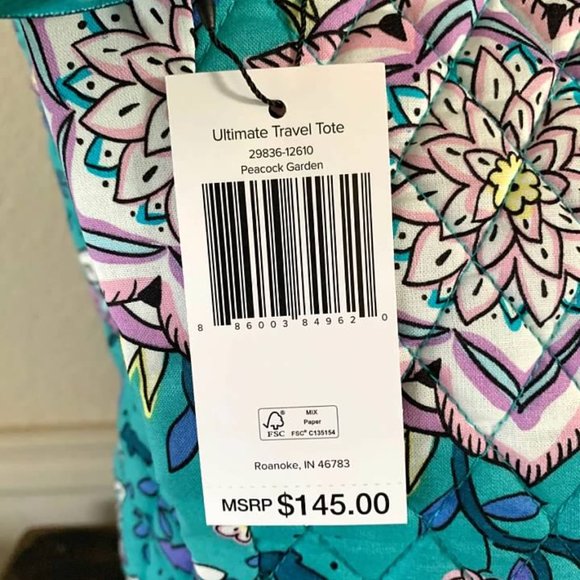 Ultimate Travel Tote
29836-12610
Peacock Garden
8 86003 84962 0
MIX
Paper
FSC® C135154
FSC
Roanoke, IN 46783
MSRP $145.00